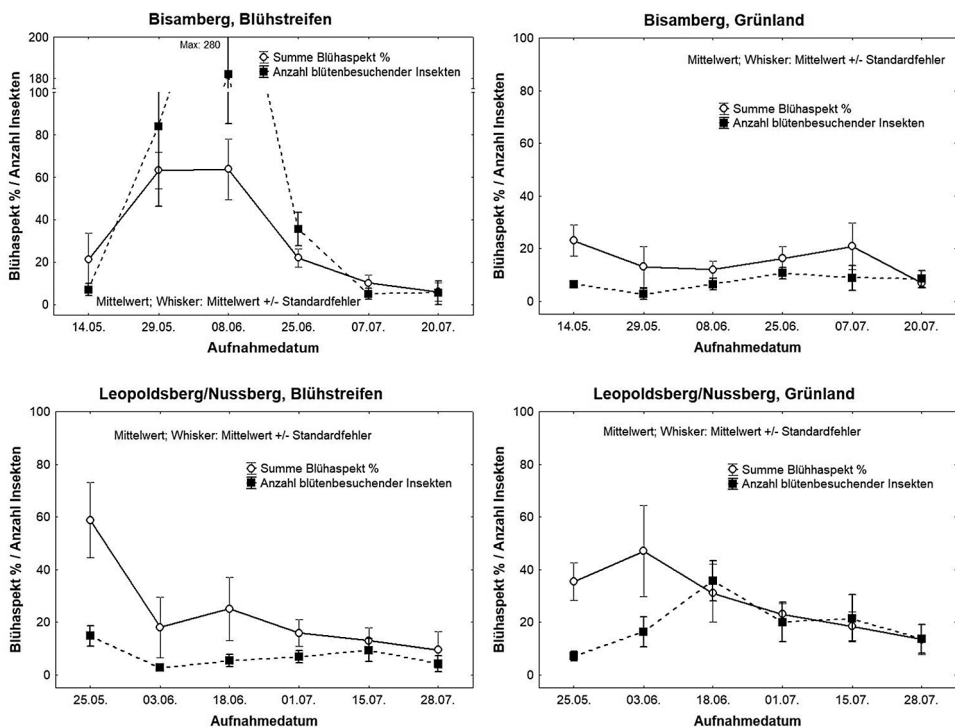 Bisamberg, Blühstreifen
200
180
100
80
60
40
20
0
Blühaspekt % / Anzahl Insekten
Max: 280
Summe Blühaspekt %
Anzahl blütenbesuchender Insekten
Mittelwert; Whisker: Mittelwert +/- Standardfehler
14.05. 29.05. 08.06. 25.06. 07.07. 20.07.
Aufnahmedatum
Bisamberg, Grünland
100
80
60
40
20
0
Blühaspekt % / Anzahl Insekten
Mittelwert; Whisker: Mittelwert +/- Standardfehler
Summe Blühaspekt %
Anzahl blütenbesuchender Insekten
14.05. 29.05. 08.06. 25.06. 07.07. 20.07.
Aufnahmedatum
Leopoldsberg/Nussberg, Blühstreifen
100
80
60
40
20
0
Blühaspekt % / Anzahl Insekten
Mittelwert; Whisker: Mittelwert +/- Standardfehler
Summe Blühaspekt %
Anzahl blütenbesuchender Insekten
25.05. 03.06. 18.06. 01.07. 15.07. 28.07.
Aufnahmedatum
Leopoldsberg/Nussberg, Grünland
100
80
60
40
20
0
Blühaspekt % / Anzahl Insekten
Mittelwert; Whisker: Mittelwert +/- Standardfehler
Summe Blühhaspekt %
Anzahl blütenbesuchender Insekten
25.05. 03.06. 18.06. 01.07. 15.07. 28.07.
Aufnahmedatum